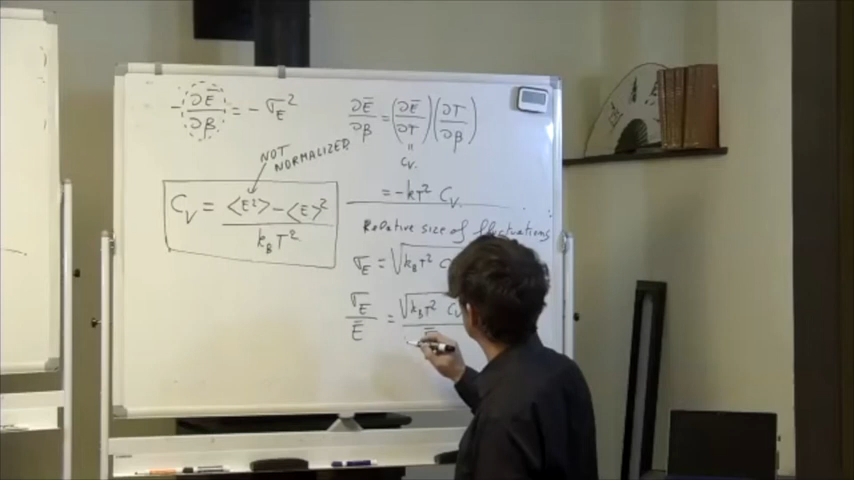 ∂Ē/∂β = -σ_E²
NOT NORMALIZED
C_V = (<E²> - <E>²)/(k_B T²)
∂Ē/∂β = (∂Ē/∂T)(∂T/∂β)
=
C_V
= -kT² C_V
Relative size of fluctuations
σ_E = √(k_B T² C
σ_E/Ē = √(k_B T² C_V)/Ē